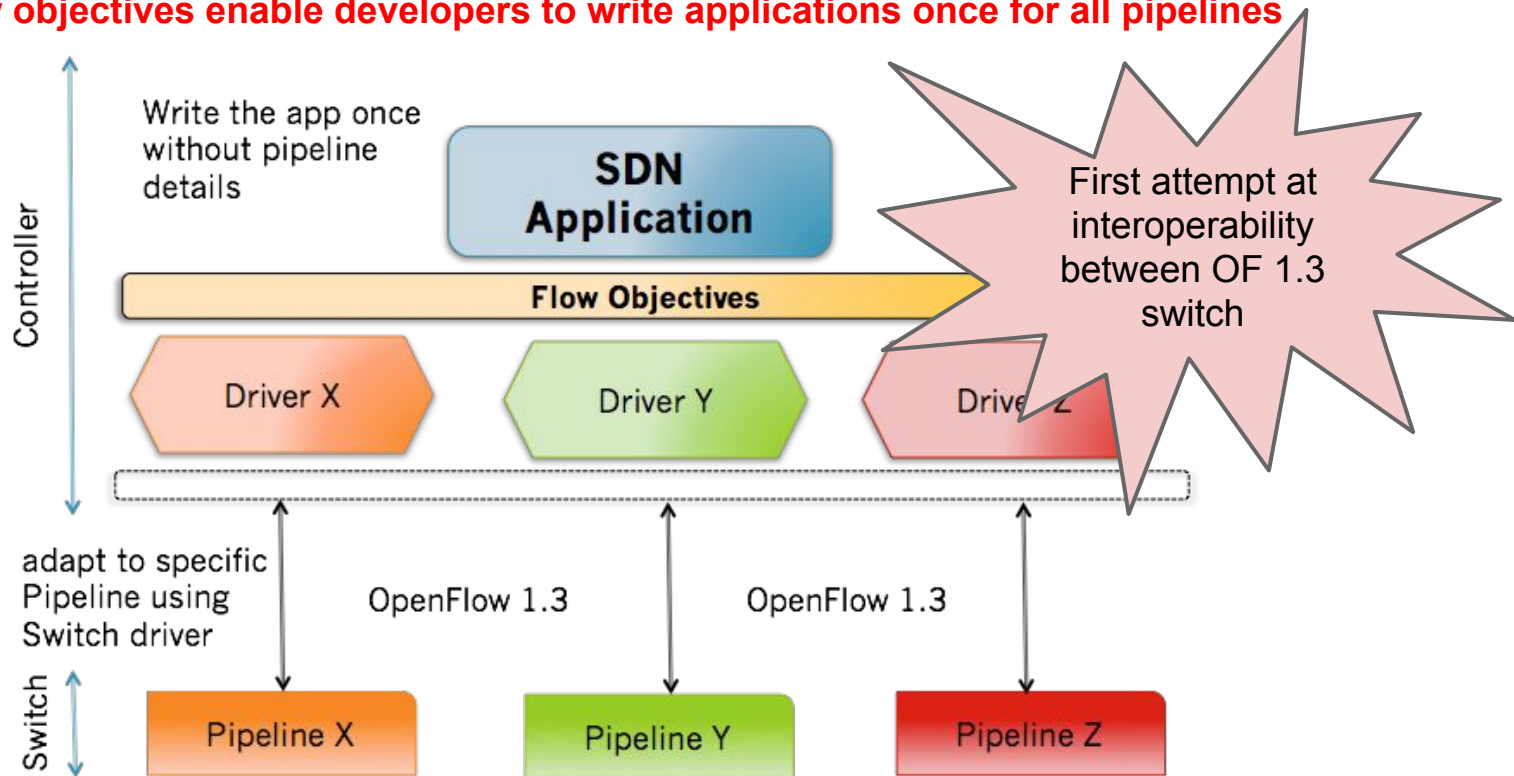 objectives enable developers to write applications once for all pipelines
Write the app once
without pipeline
details
SDN
Application
Controller
First attempt at
interoperability
between OF 1.3
switch
Flow Objectives
Driver X
Driver Y
Drive Z
adapt to specific
Pipeline using
Switch driver
OpenFlow 1.3
OpenFlow 1.3
Switch
Pipeline X
Pipeline Y
Pipeline Z